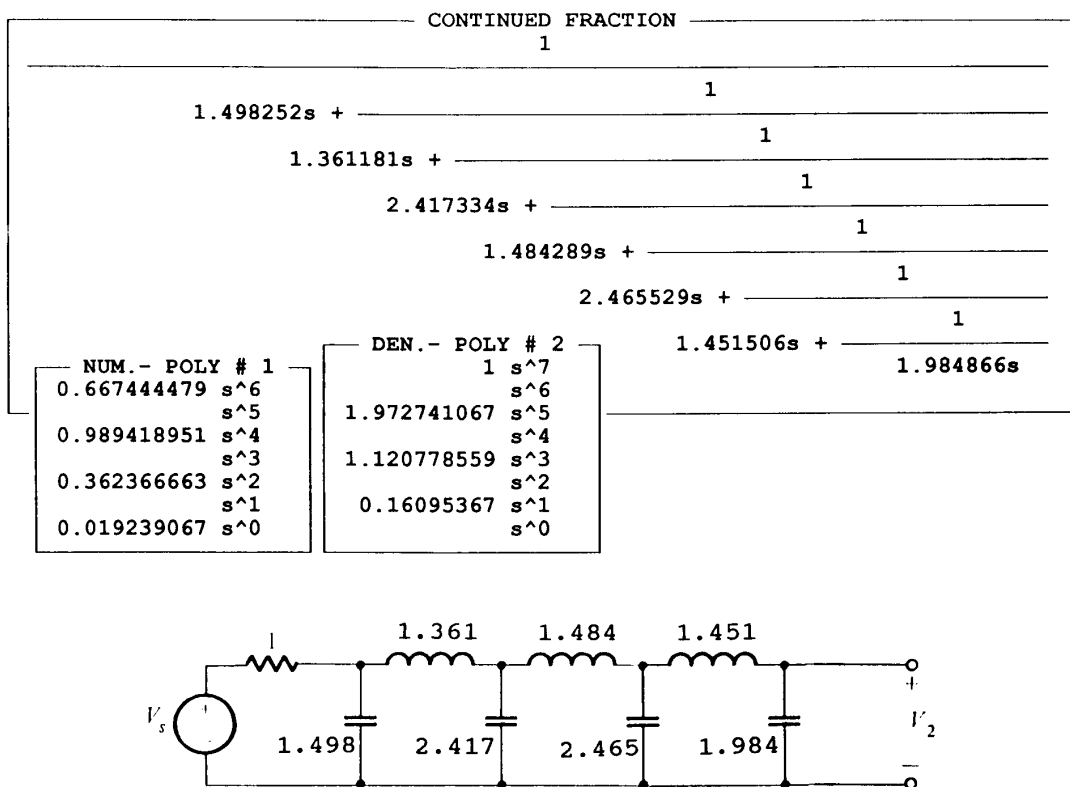 CONTINUED FRACTION
1
1
1.498252s +
1
1.361181s +
1
2.417334s +
1
1.484289s +
1
2.465529s +
1
1.451506s +
1.984866s
NUM.- POLY # 1
0.667444479 s^6
s^5
0.989418951 s^4
s^3
0.362366663 s^2
s^1
0.019239067 s^0
DEN.- POLY # 2
1 s^7
s^6
1.972741067 s^5
s^4
1.120778559 s^3
s^2
0.16095367 s^1
s^0
1 1.361 1.484 1.451
+ +
V_s V_2
- −
1.498 2.417 2.465 1.984